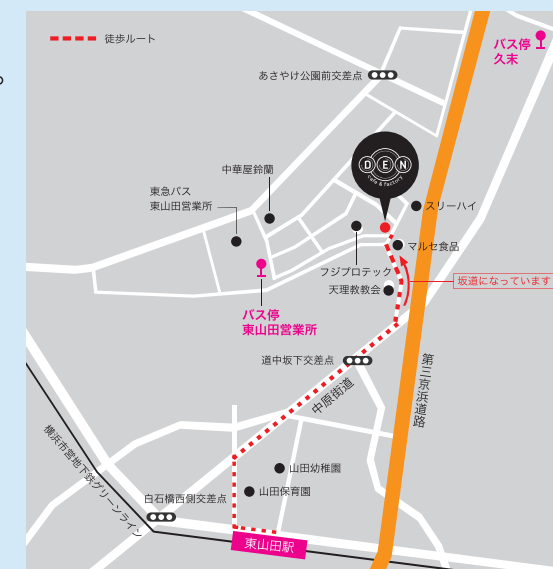 。
徒歩ルート
バス停
久末
あさやけ公園前交差点
DEN
cafe & factory
中華屋鈴蘭
東急バス
東山田営業所
スリーハイ
マルセ食品
フジプロテック
天理教教会
坂道になっています
バス停
東山田営業所
道中坂下交差点
第三京浜道路
中原街道
横浜市営地下鉄グリーンライン
山田幼稚園
山田保育園
白石橋西側交差点
東山田駅